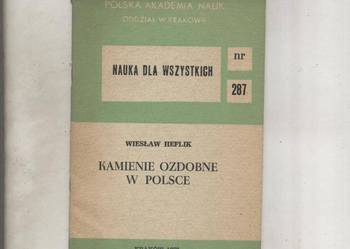 POLSKA AKADEMIA NAUK
ODDZIAŁ W KRAKOWIE
NAUKA DLA WSZYSTKICH
nr
287
WIESŁAW HEFLIK
KAMIENIE OZDOBNE
W POLSCE